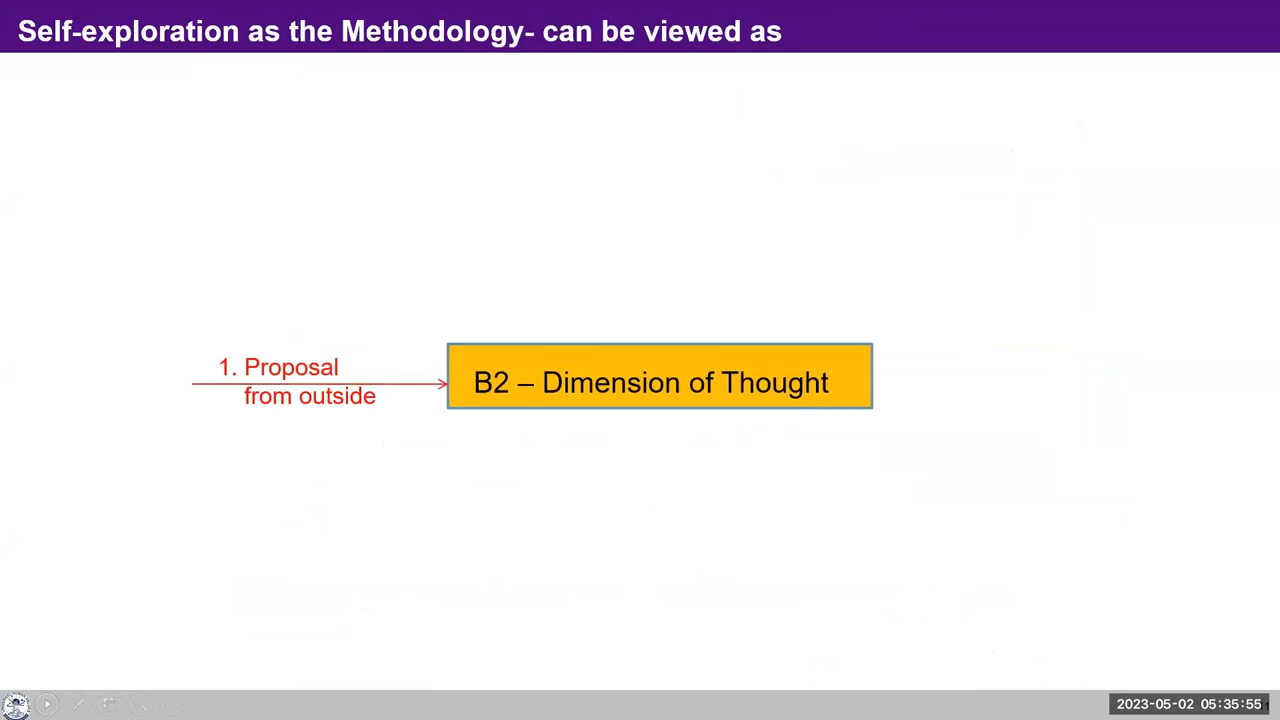 Self-exploration as the Methodology- can be viewed as
1. Proposal
from outside
B2 – Dimension of Thought
2023-05-02 05:35:55